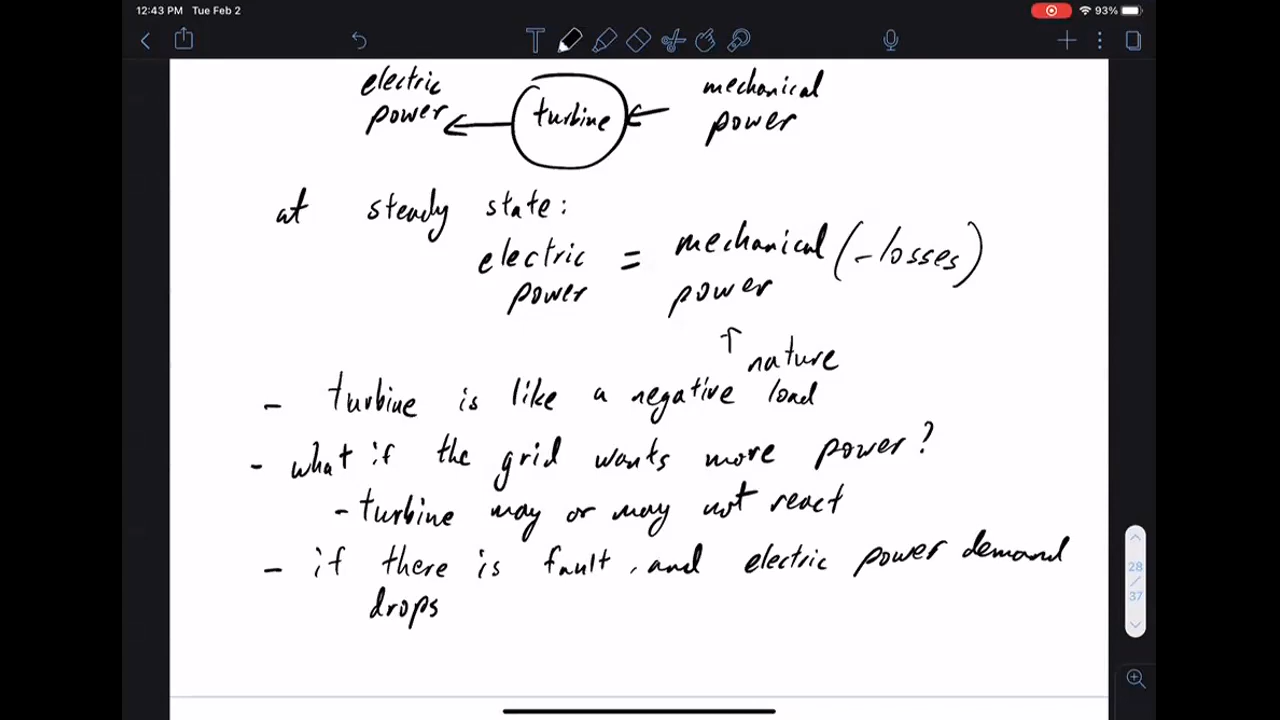 12:43 PM Tue Feb 2
93%
electric mechanical
power turbine power
at steady state:
electric = mechanical (-losses)
power power
↑ nature
- turbine is like a negative load
- what if the grid wants more power?
- turbine may or may not react
- if there is fault, and electric power demand
drops
28
/
37